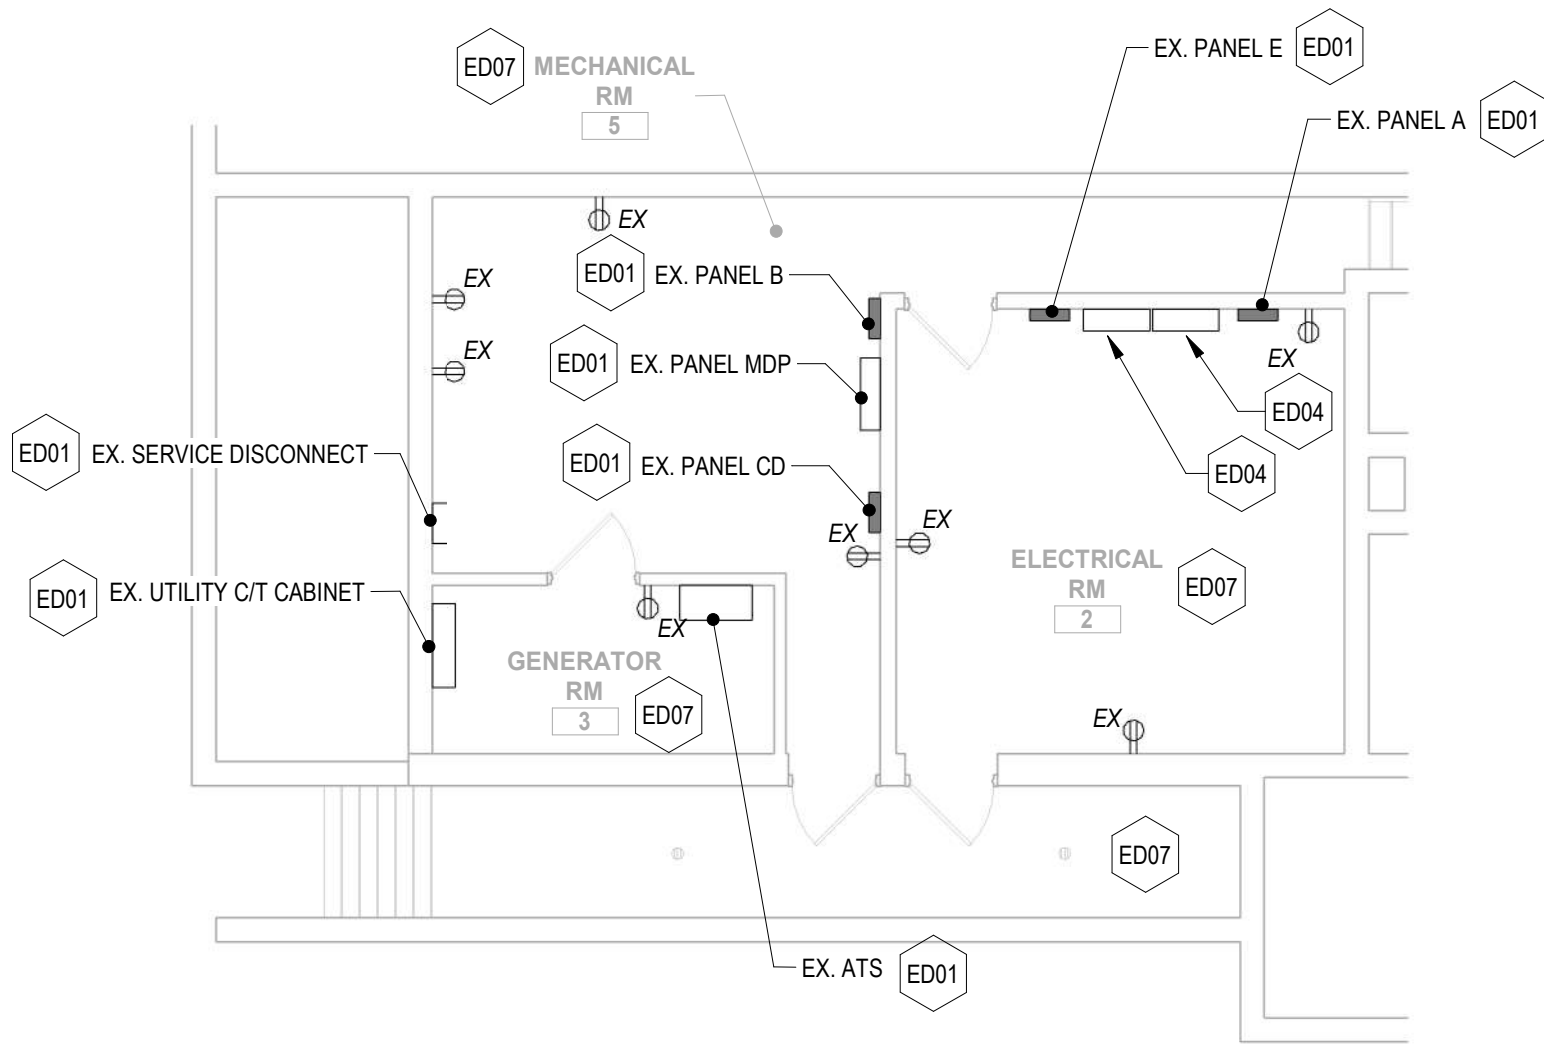 EX. PANEL E ED01
ED07 MECHANICAL
RM
5
EX. PANEL A ED01
EX
ED01 EX. PANEL B
EX
EX
EX
ED01 EX. PANEL MDP
ED04
ED01 EX. SERVICE DISCONNECT
ED01 EX. PANEL CD
ED04
EX
EX
ELECTRICAL
RM
2
ED07
ED01 EX. UTILITY C/T CABINET
EX
GENERATOR
RM
3
ED07
EX
ED07
EX. ATS ED01